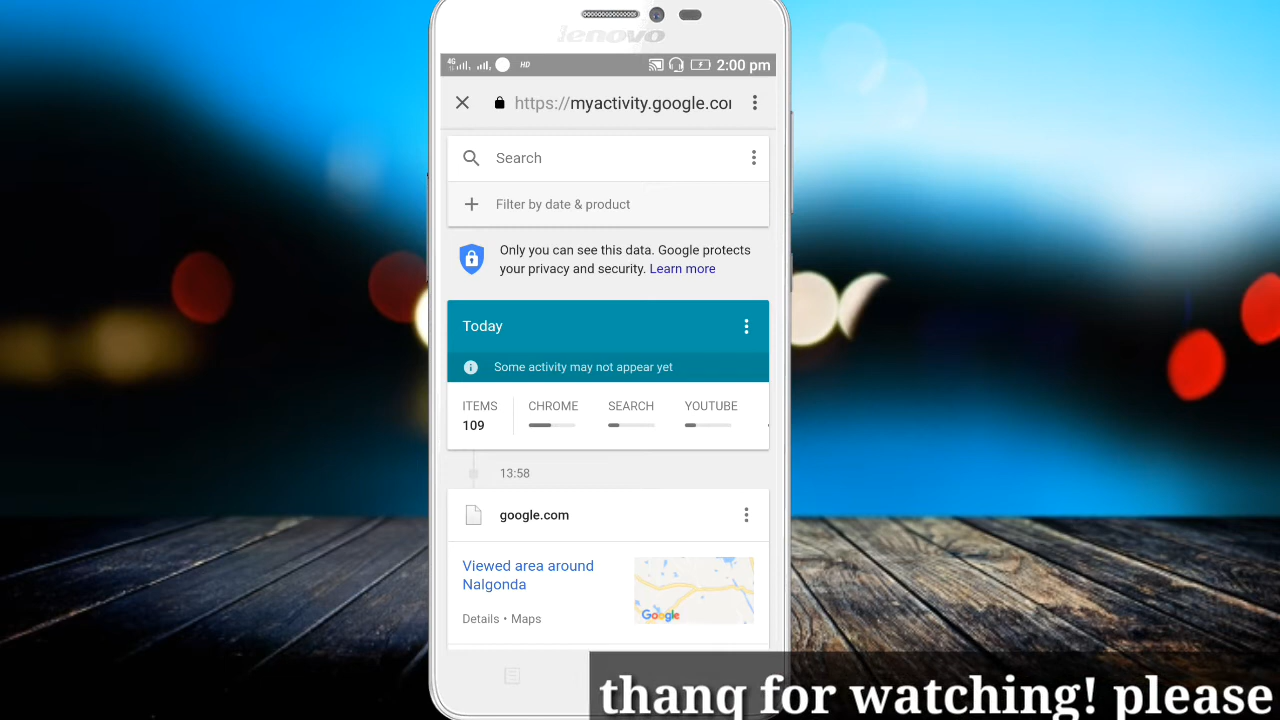 lenovo
4G HD 2:00 pm
https://myactivity.google.co
Search
Filter by date & product
Only you can see this data. Google protects
your privacy and security. Learn more
Today
Some activity may not appear yet
ITEMS CHROME SEARCH YOUTUBE
109
13:58
google.com
Viewed area around
Nalgonda
Google
Details • Maps
thanq for watching! please